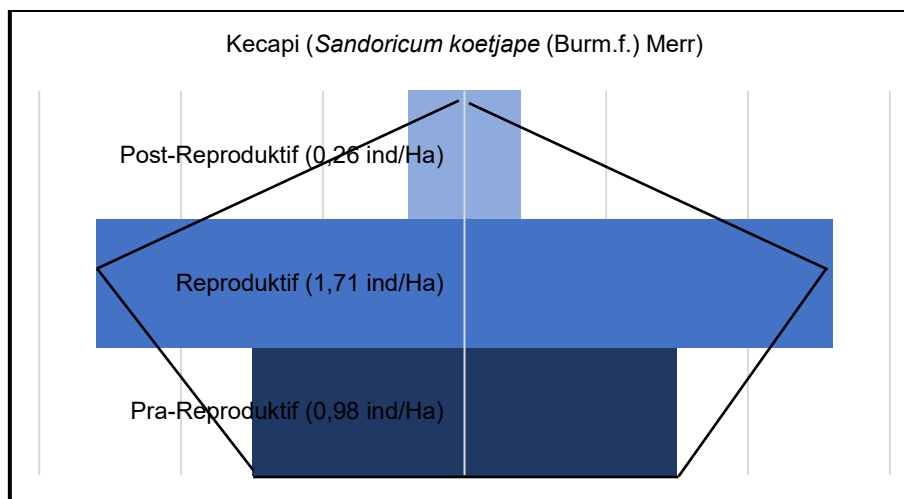 Kecapi (Sandoricum koetjape (Burm.f.) Merr)
Post-Reproduktif (0,26 ind/Ha)
Reproduktif (1,71 ind/Ha)
Pra-Reproduktif (0,98 ind/Ha)